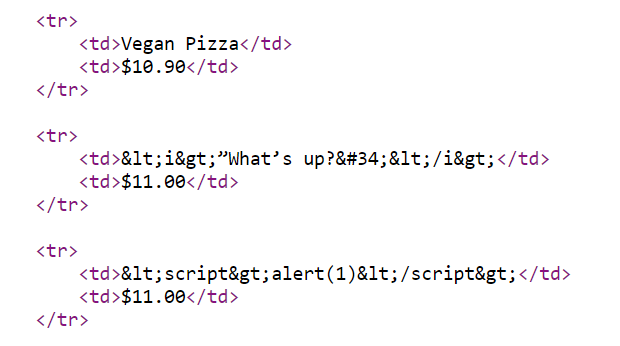 <tr>
<td>Vegan Pizza</td>
<td>$10.90</td>
</tr>
<tr>
<td>&lt;i&gt;”What’s up?&#34;&lt;/i&gt;</td>
<td>$11.00</td>
</tr>
<tr>
<td>&lt;script&gt;alert(1)&lt;/script&gt;</td>
<td>$11.00</td>
</tr>